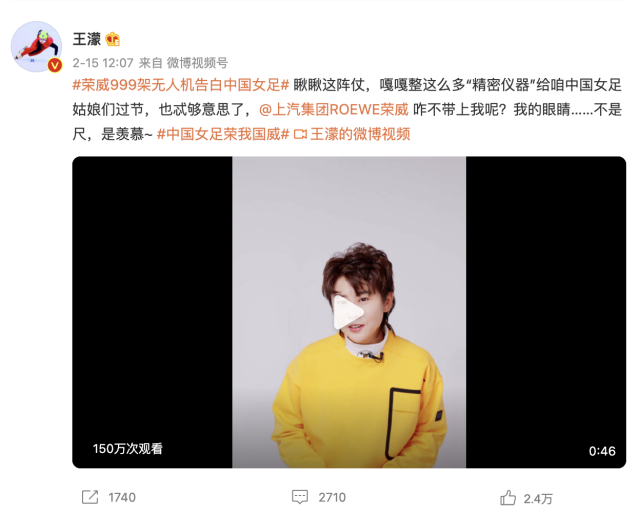 王濛
2-15 12:07 来自 微博视频号
#荣威999架无人机告白中国女足# 瞅瞅这阵仗，嘎嘎整这么多“精密仪器”给咱中国女足
姑娘们过节，也忒够意思了，@上汽集团ROEWE荣威 咋不带上我呢？我的眼睛……不是
尺，是羡慕~ #中国女足荣我国威# 王濛的微博视频
150万次观看
0:46
1740
2710
2.4万